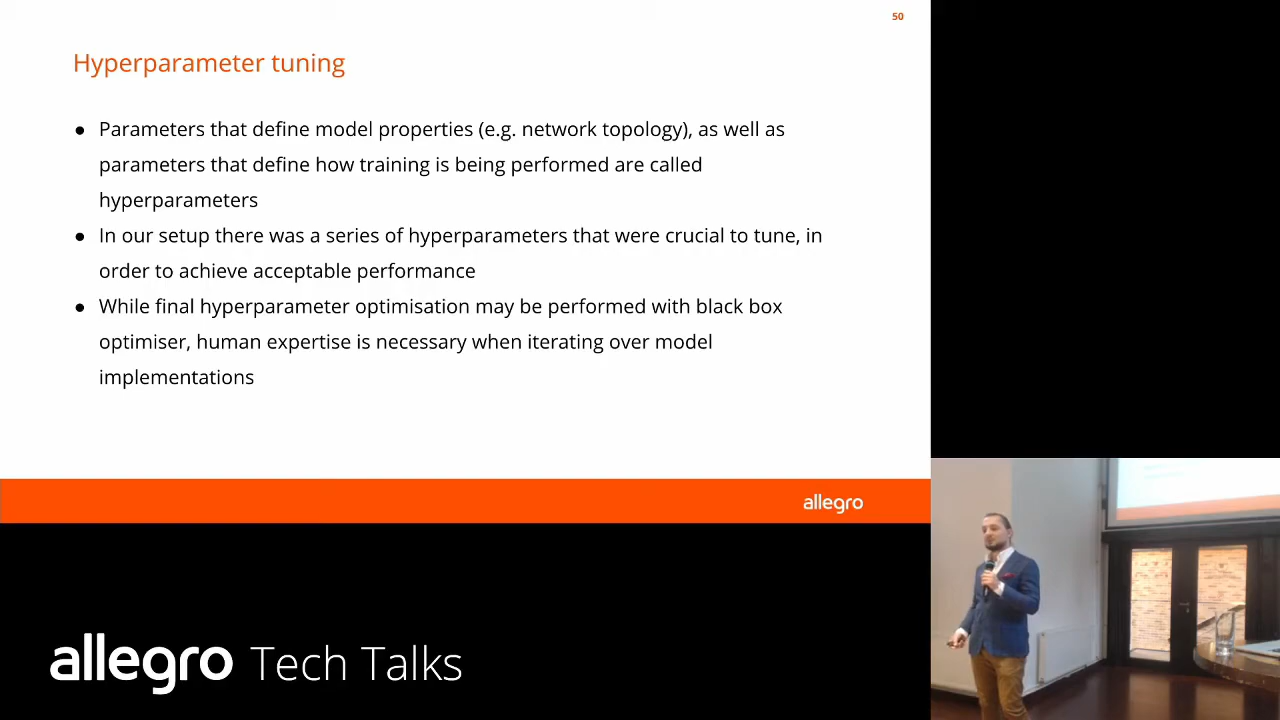 50
Hyperparameter tuning
● Parameters that define model properties (e.g. network topology), as well as
parameters that define how training is being performed are called
hyperparameters
● In our setup there was a series of hyperparameters that were crucial to tune, in
order to achieve acceptable performance
● While final hyperparameter optimisation may be performed with black box
optimiser, human expertise is necessary when iterating over model
implementations
allegro
allegro Tech Talks